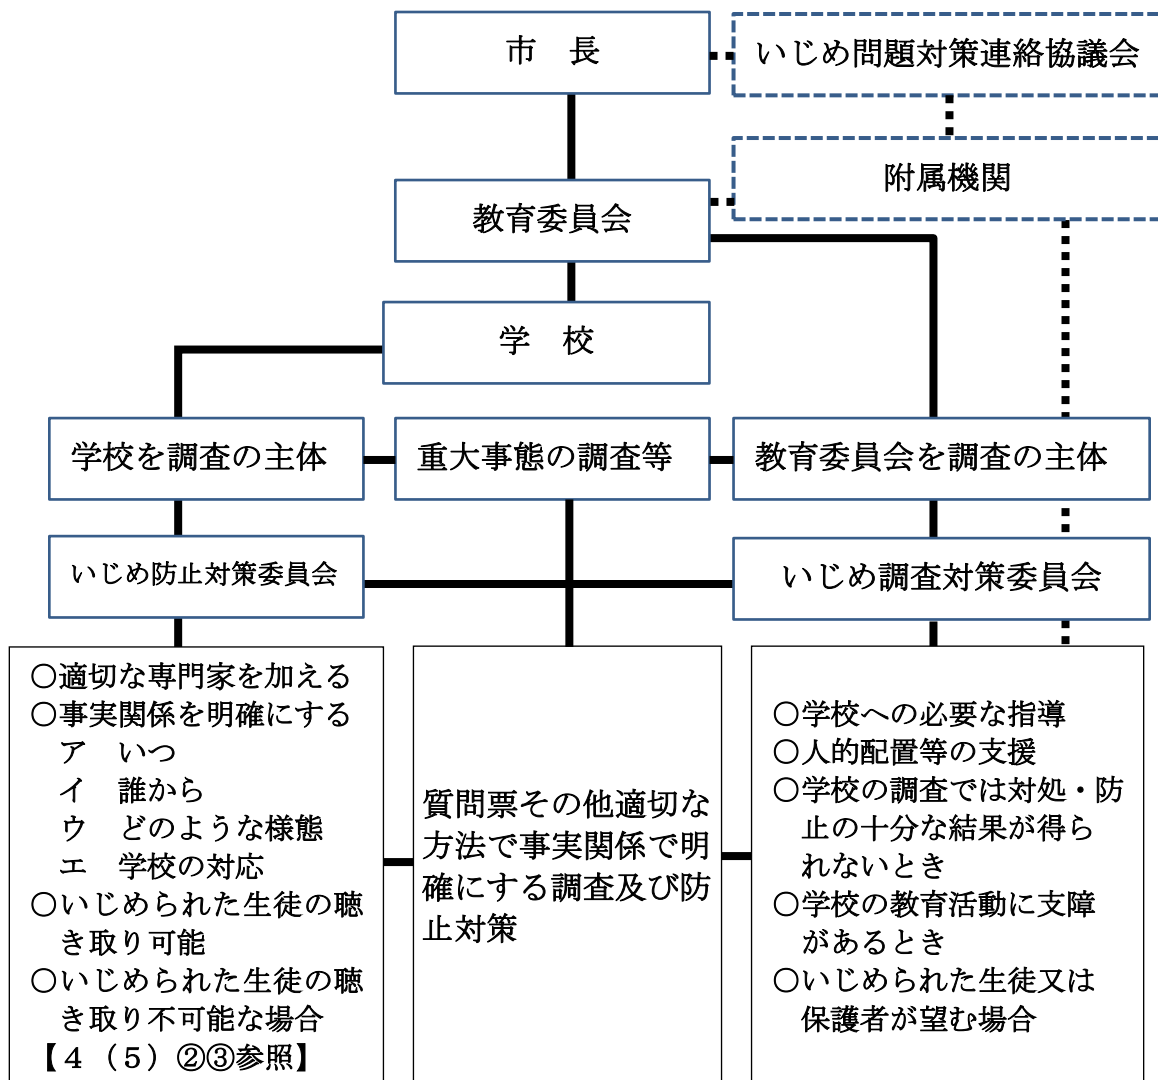 市　長
いじめ問題対策連絡協議会
附属機関
教育委員会
学　校
学校を調査の主体
重大事態の調査等
教育委員会を調査の主体
いじめ防止対策委員会
いじめ調査対策委員会
○適切な専門家を加える
○事実関係を明確にする
ア　いつ
イ　誰から
ウ　どのような様態
エ　学校の対応
○いじめられた生徒の聴
き取り可能
○いじめられた生徒の聴
き取り不可能な場合
【４（５）②③参照】
質問票その他適切な
方法で事実関係で明
確にする調査及び防
止対策
○学校への必要な指導
○人的配置等の支援
○学校の調査では対処・防
止の十分な結果が得ら
れないとき
○学校の教育活動に支障
があるとき
○いじめられた生徒又は
保護者が望む場合